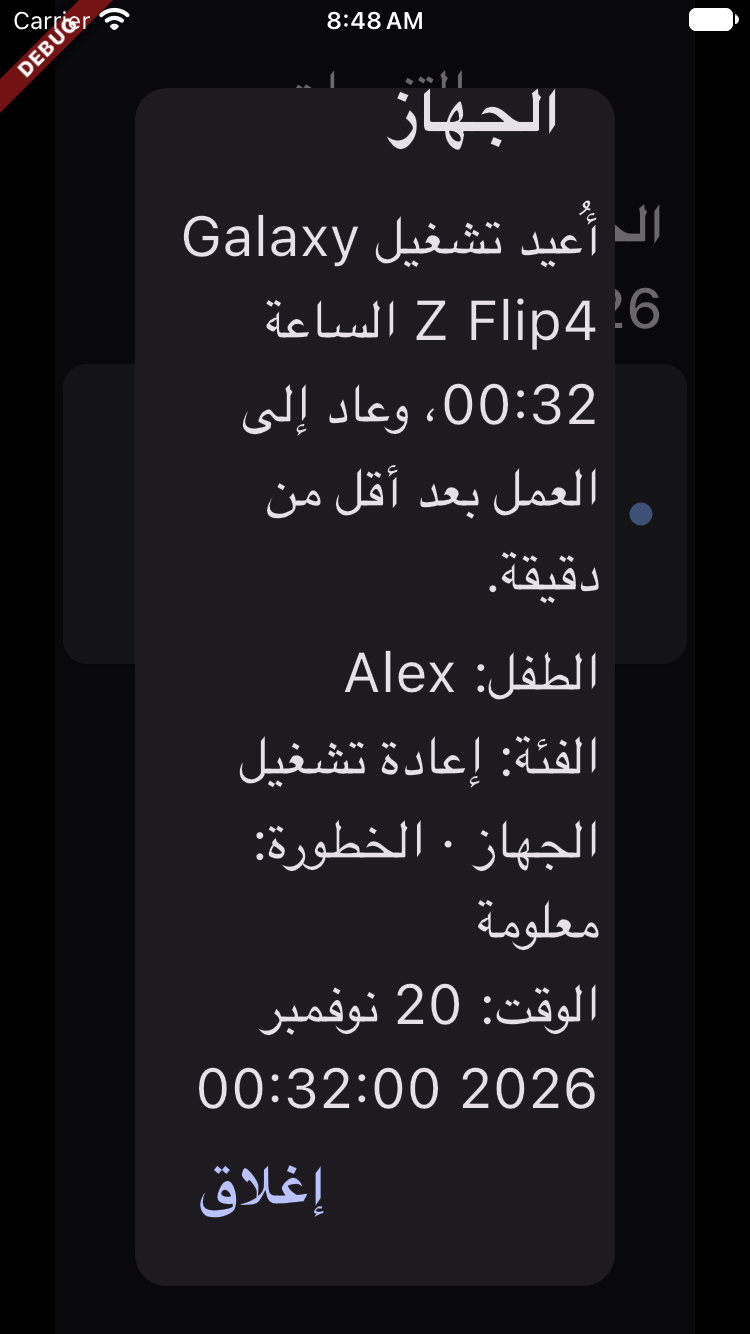 Carrier
8:48 AM
DEBUG
الجهاز
أُعيد تشغيل Galaxy
Z Flip4 الساعة
00:32، وعاد إلى
العمل بعد أقل من
دقيقة.
الطفل: Alex
الفئة: إعادة تشغيل
الجهاز · الخطورة:
معلومة
الوقت: 20 نوفمبر
2026 00:32:00
إغلاق